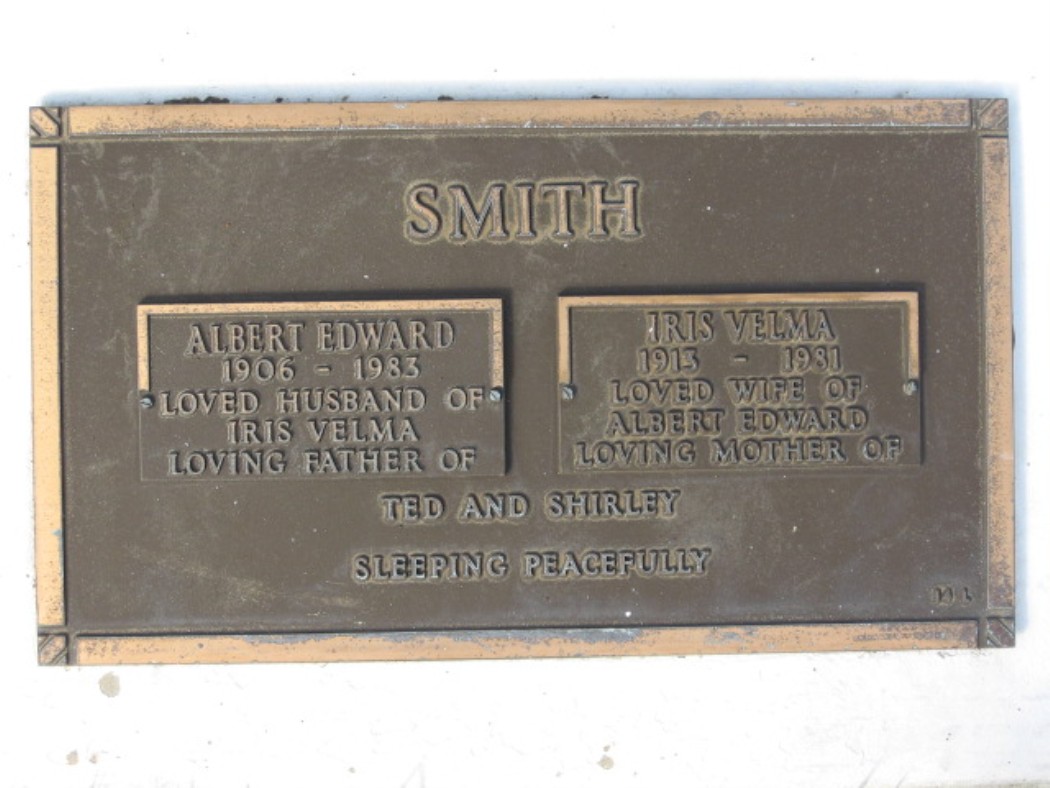 SMITH
ALBERT EDWARD
1906 - 1983
LOVED HUSBAND OF
IRIS VELMA
LOVING FATHER OF
IRIS VELMA
1913 - 1981
LOVED WIFE OF
ALBERT EDWARD
LOVING MOTHER OF
TED AND SHIRLEY
SLEEPING PEACEFULLY